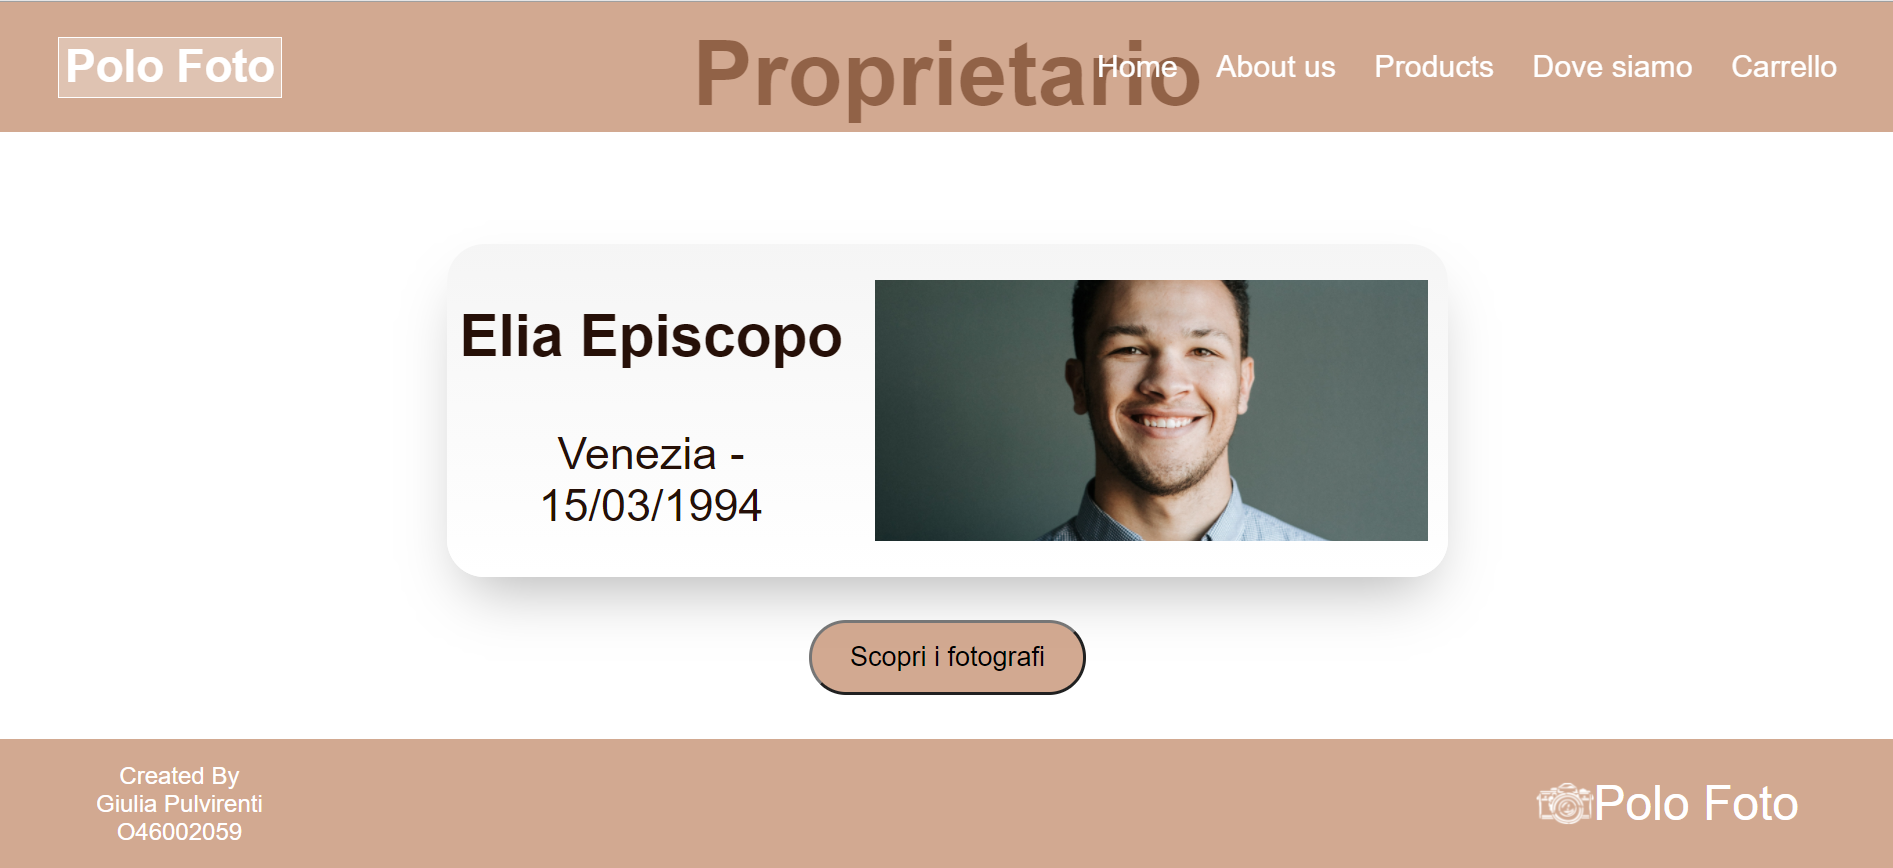 Polo Foto
Proprietario
Home About us Products Dove siamo Carrello
Elia Episcopo
Venezia -
15/03/1994
Scopri i fotografi
Created By
Giulia Pulvirenti
O46002059
Polo Foto